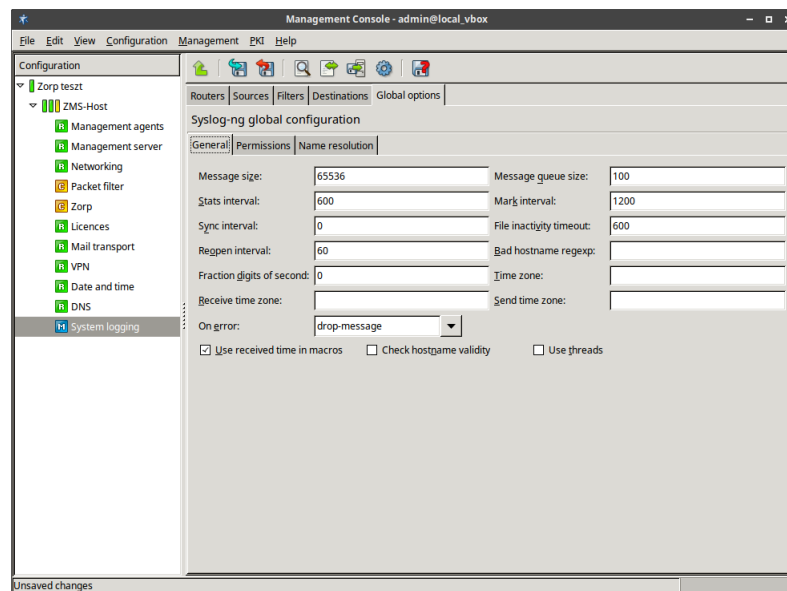 Management Console - admin@local_vbox
File Edit View Configuration Management PKI Help
Configuration
Zorp teszt
ZMS-Host
R Management agents
R Management server
R Networking
C Packet filter
C Zorp
R Licences
R Mail transport
R VPN
R Date and time
R DNS
M System logging
Routers Sources Filters Destinations Global options
Syslog-ng global configuration
General Permissions Name resolution
Message size: 65536 Message queue size: 100
Stats interval: 600 Mark interval: 1200
Sync interval: 0 File inactivity timeout: 600
Reopen interval: 60 Bad hostname regexp:
Fraction digits of second: 0 Time zone:
Receive time zone: Send time zone:
On error: drop-message
Use received time in macros Check hostname validity Use threads
Unsaved changes